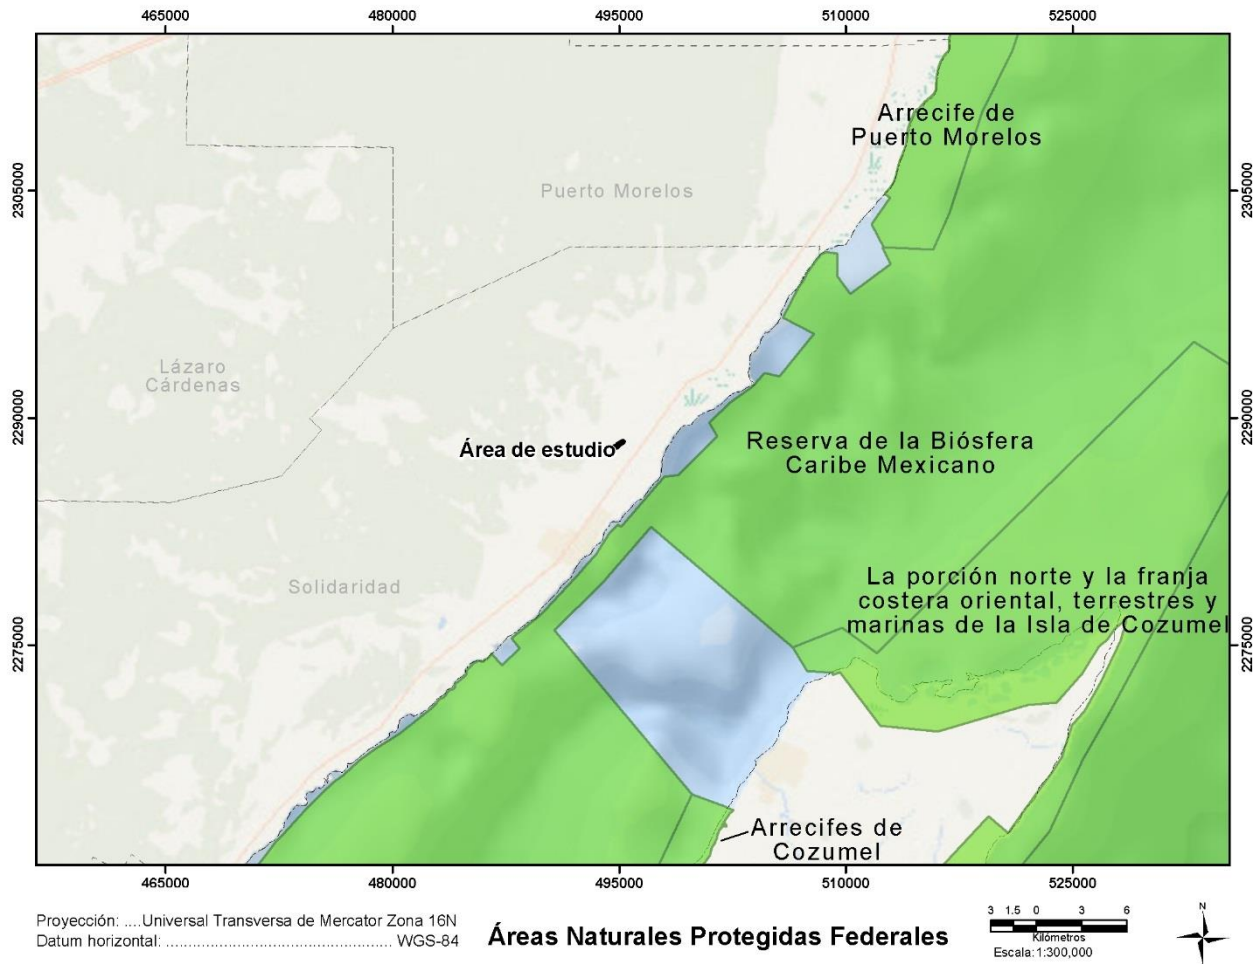 465000 480000 495000 510000 525000
Arrecife de
Puerto Morelos
2305000 2305000
Puerto Morelos
Lázaro
Cárdenas
2290000 2290000
Área de estudio
Reserva de la Biósfera
Caribe Mexicano
Solidaridad
La porción norte y la franja
costera oriental, terrestres y
marinas de la Isla de Cozumel
2275000 2275000
Arrecifes de
Cozumel
465000 480000 495000 510000 525000
Proyección: ....Universal Transversa de Mercator Zona 16N
Datum horizontal: ............................................ WGS-84
Áreas Naturales Protegidas Federales
3 1.5 0 3 6
Kilómetros
Escala: 1:300,000
N